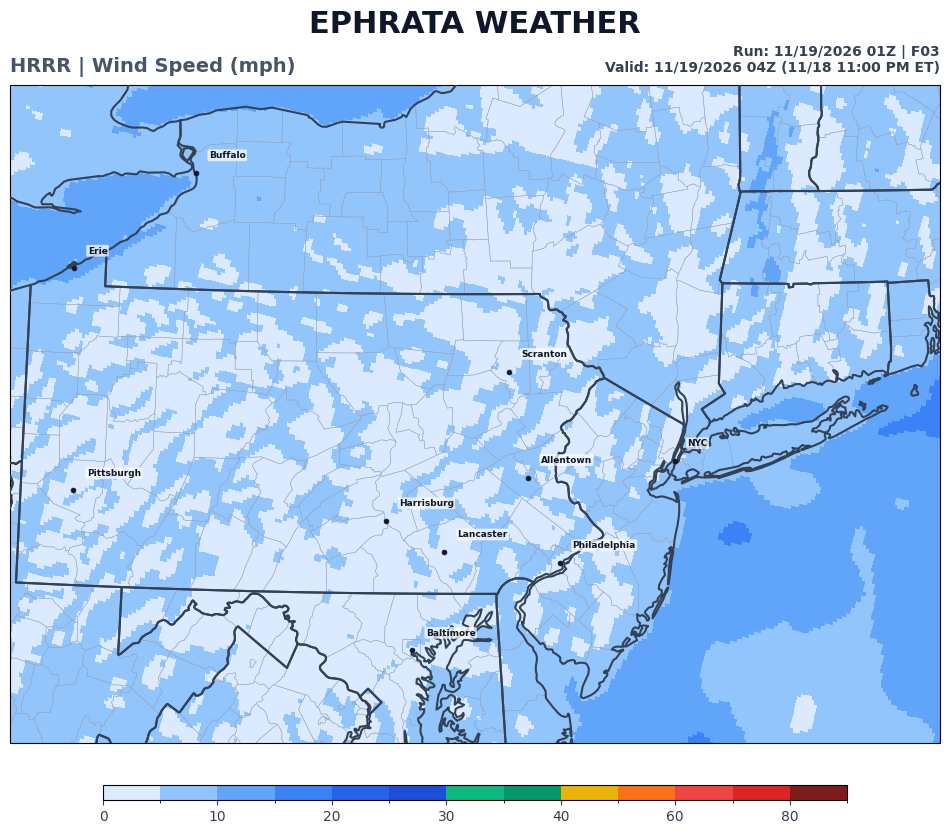 EPHRATA WEATHER
HRRR | Wind Speed (mph)
Run: 11/19/2026 01Z | F03
Valid: 11/19/2026 04Z (11/18 11:00 PM ET)
Buffalo
Erie
Scranton
NYC
Allentown
Pittsburgh
Harrisburg
Lancaster
Philadelphia
Baltimore
0 10 20 30 40 60 80